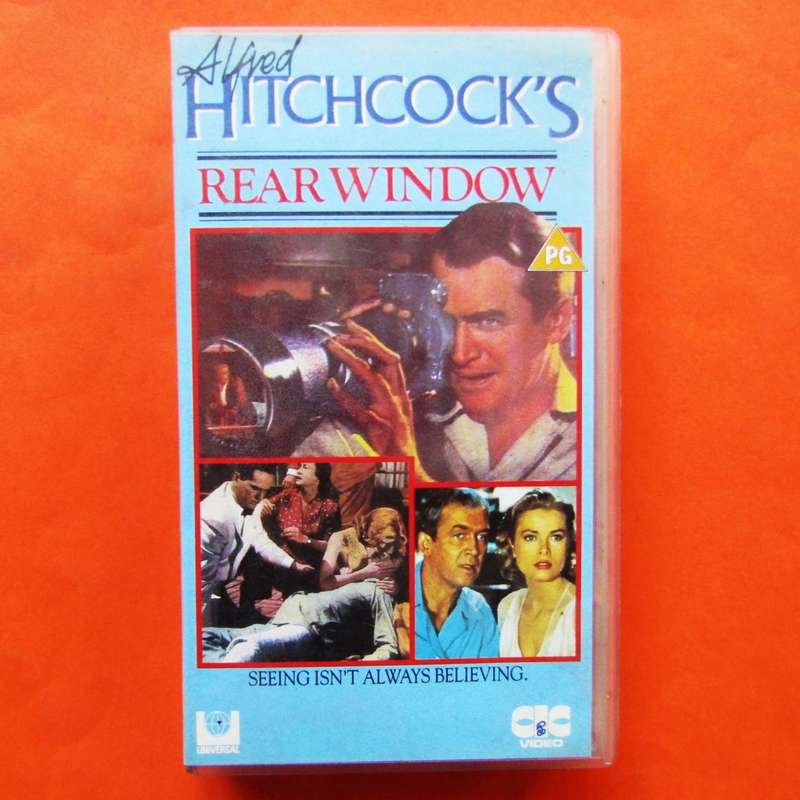 Alfred
HITCHCOCK'S
REAR WINDOW
PG
SEEING ISN'T ALWAYS BELIEVING.
UNIVERSAL
CIC
VIDEO